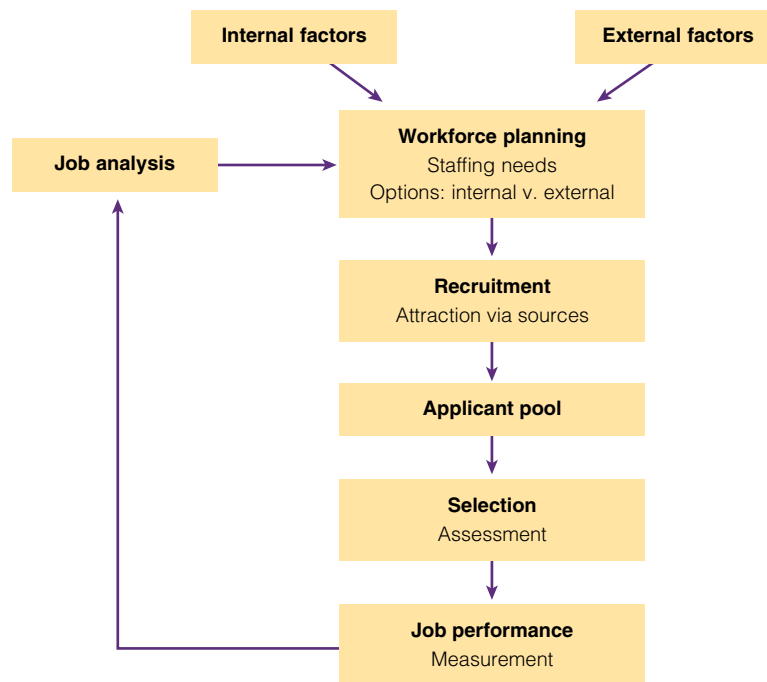 Internal factors
External factors
Workforce planning
Staffing needs
Options: internal v. external
Job analysis
Recruitment
Attraction via sources
Applicant pool
Selection
Assessment
Job performance
Measurement